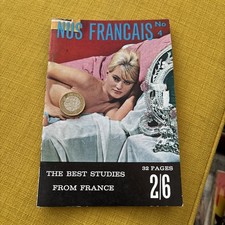 NUS FRANCAIS No
4
THE BEST STUDIES
FROM FRANCE
32 PAGES
2/6